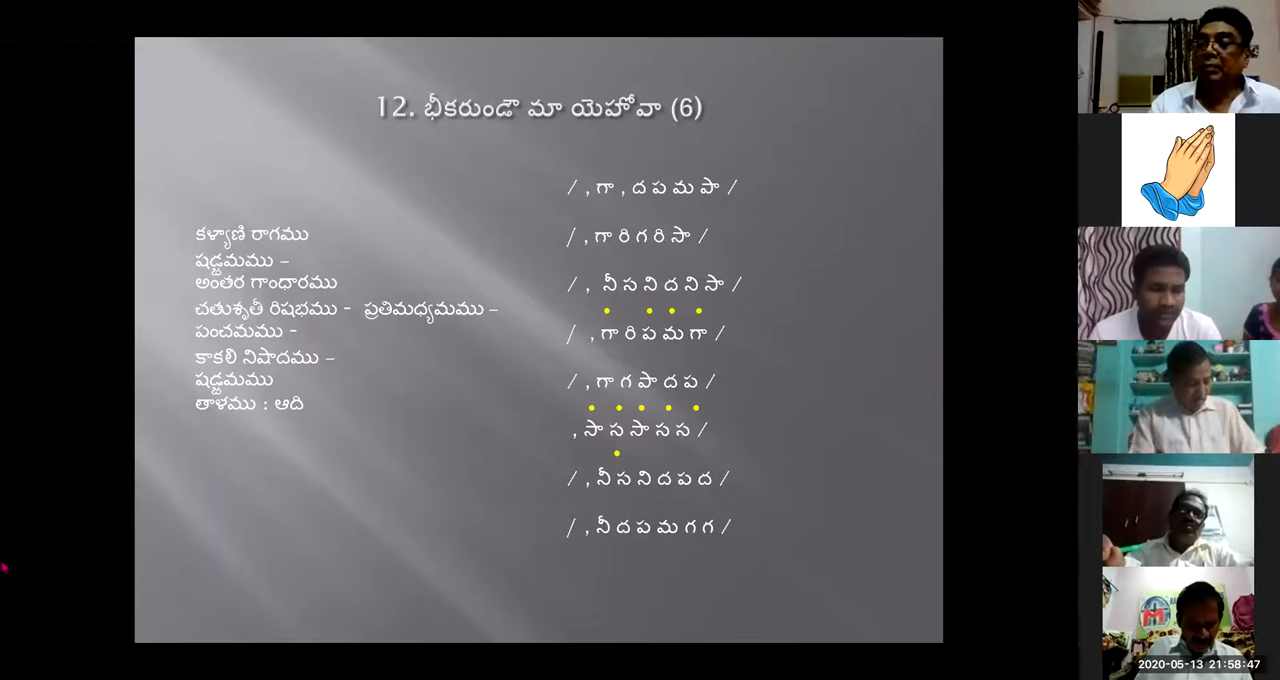 12. భీకరుండౌ మా యెహోవా (6)
కళ్యాణి రాగము
షడ్జమము –
అంతర గాంధారము
చతుశృతీ రిషభము - ప్రతిమధ్యమము –
పంచమము -
కాకలి నిషాదము –
షడ్జమము
తాళము : ఆది
/ , గా , ద ప మ పా /
/ , గా రి గ రి సా /
/ , నీ స ని ద ని సా /
/ , గా రి ప మ గా /
/ , గా గ పా ద ప /
, సా స సా స స /
/ , నీ స ని ద ప ద /
/ , నీ ద ప మ గ గ /
2020-05-13 21:58:47